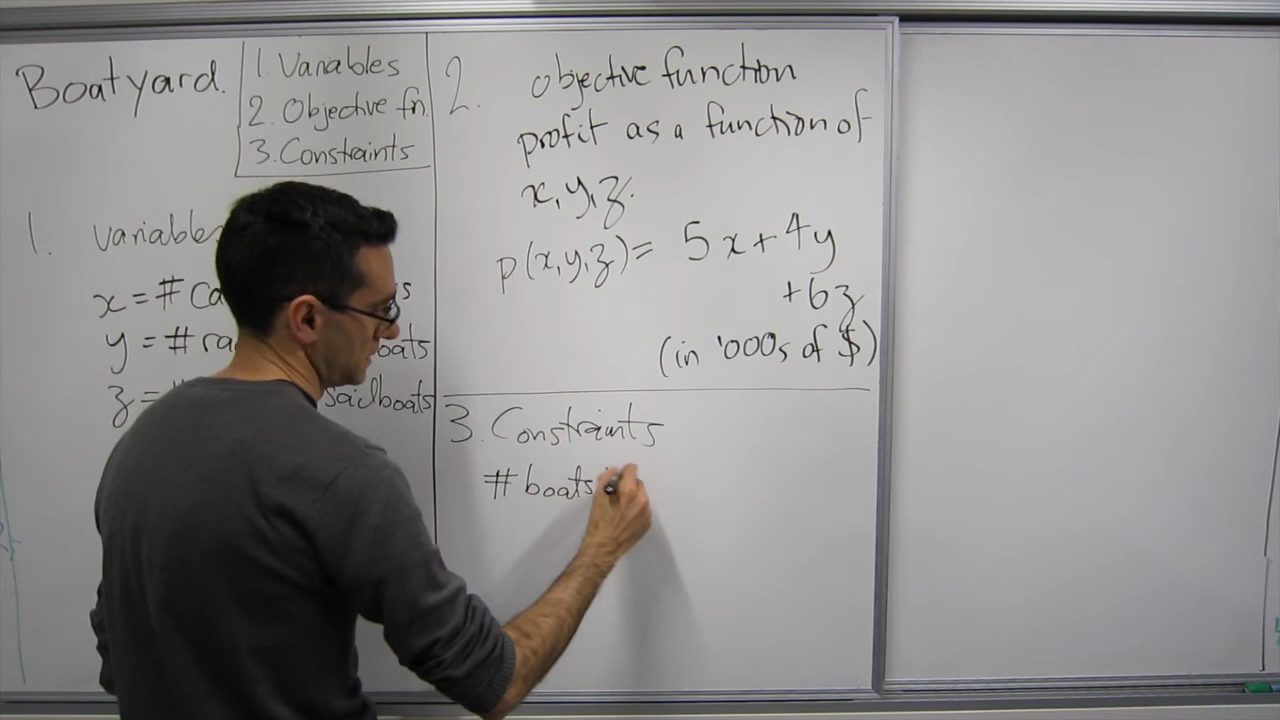 Boatyard.
1. Variables
2. Objective fn.
3. Constraints
1. variables
x = #ca
y = #ra boats
z = # sailboats
2. objective function
profit as a function of
x, y, z.
p(x,y,z) = 5x + 4y
+6z
(in '000s of $)
3. Constraints
#boats